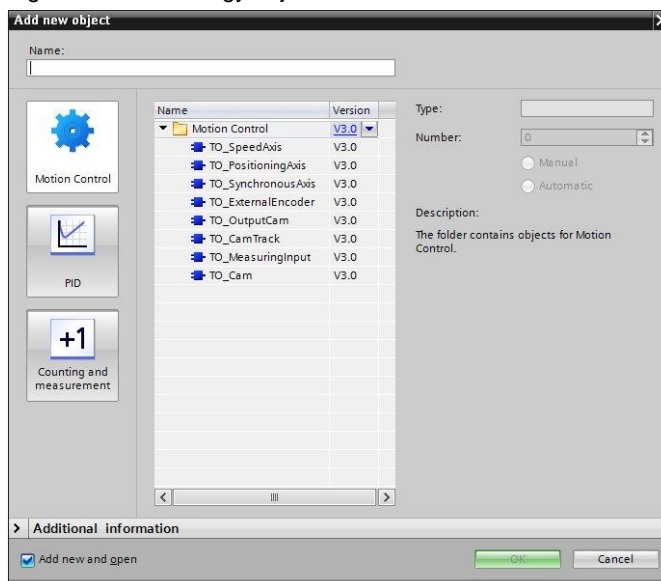 Add new object
Name:
Motion Control
PID
+1
Counting and
measurement
Name Version
Motion Control V3.0
TO_SpeedAxis V3.0
TO_PositioningAxis V3.0
TO_SynchronousAxis V3.0
TO_ExternalEncoder V3.0
TO_OutputCam V3.0
TO_CamTrack V3.0
TO_MeasuringInput V3.0
TO_Cam V3.0
Type:
Number: 0
Manual
Automatic
Description:
The folder contains objects for Motion
Control.
Additional information
Add new and open
OK Cancel